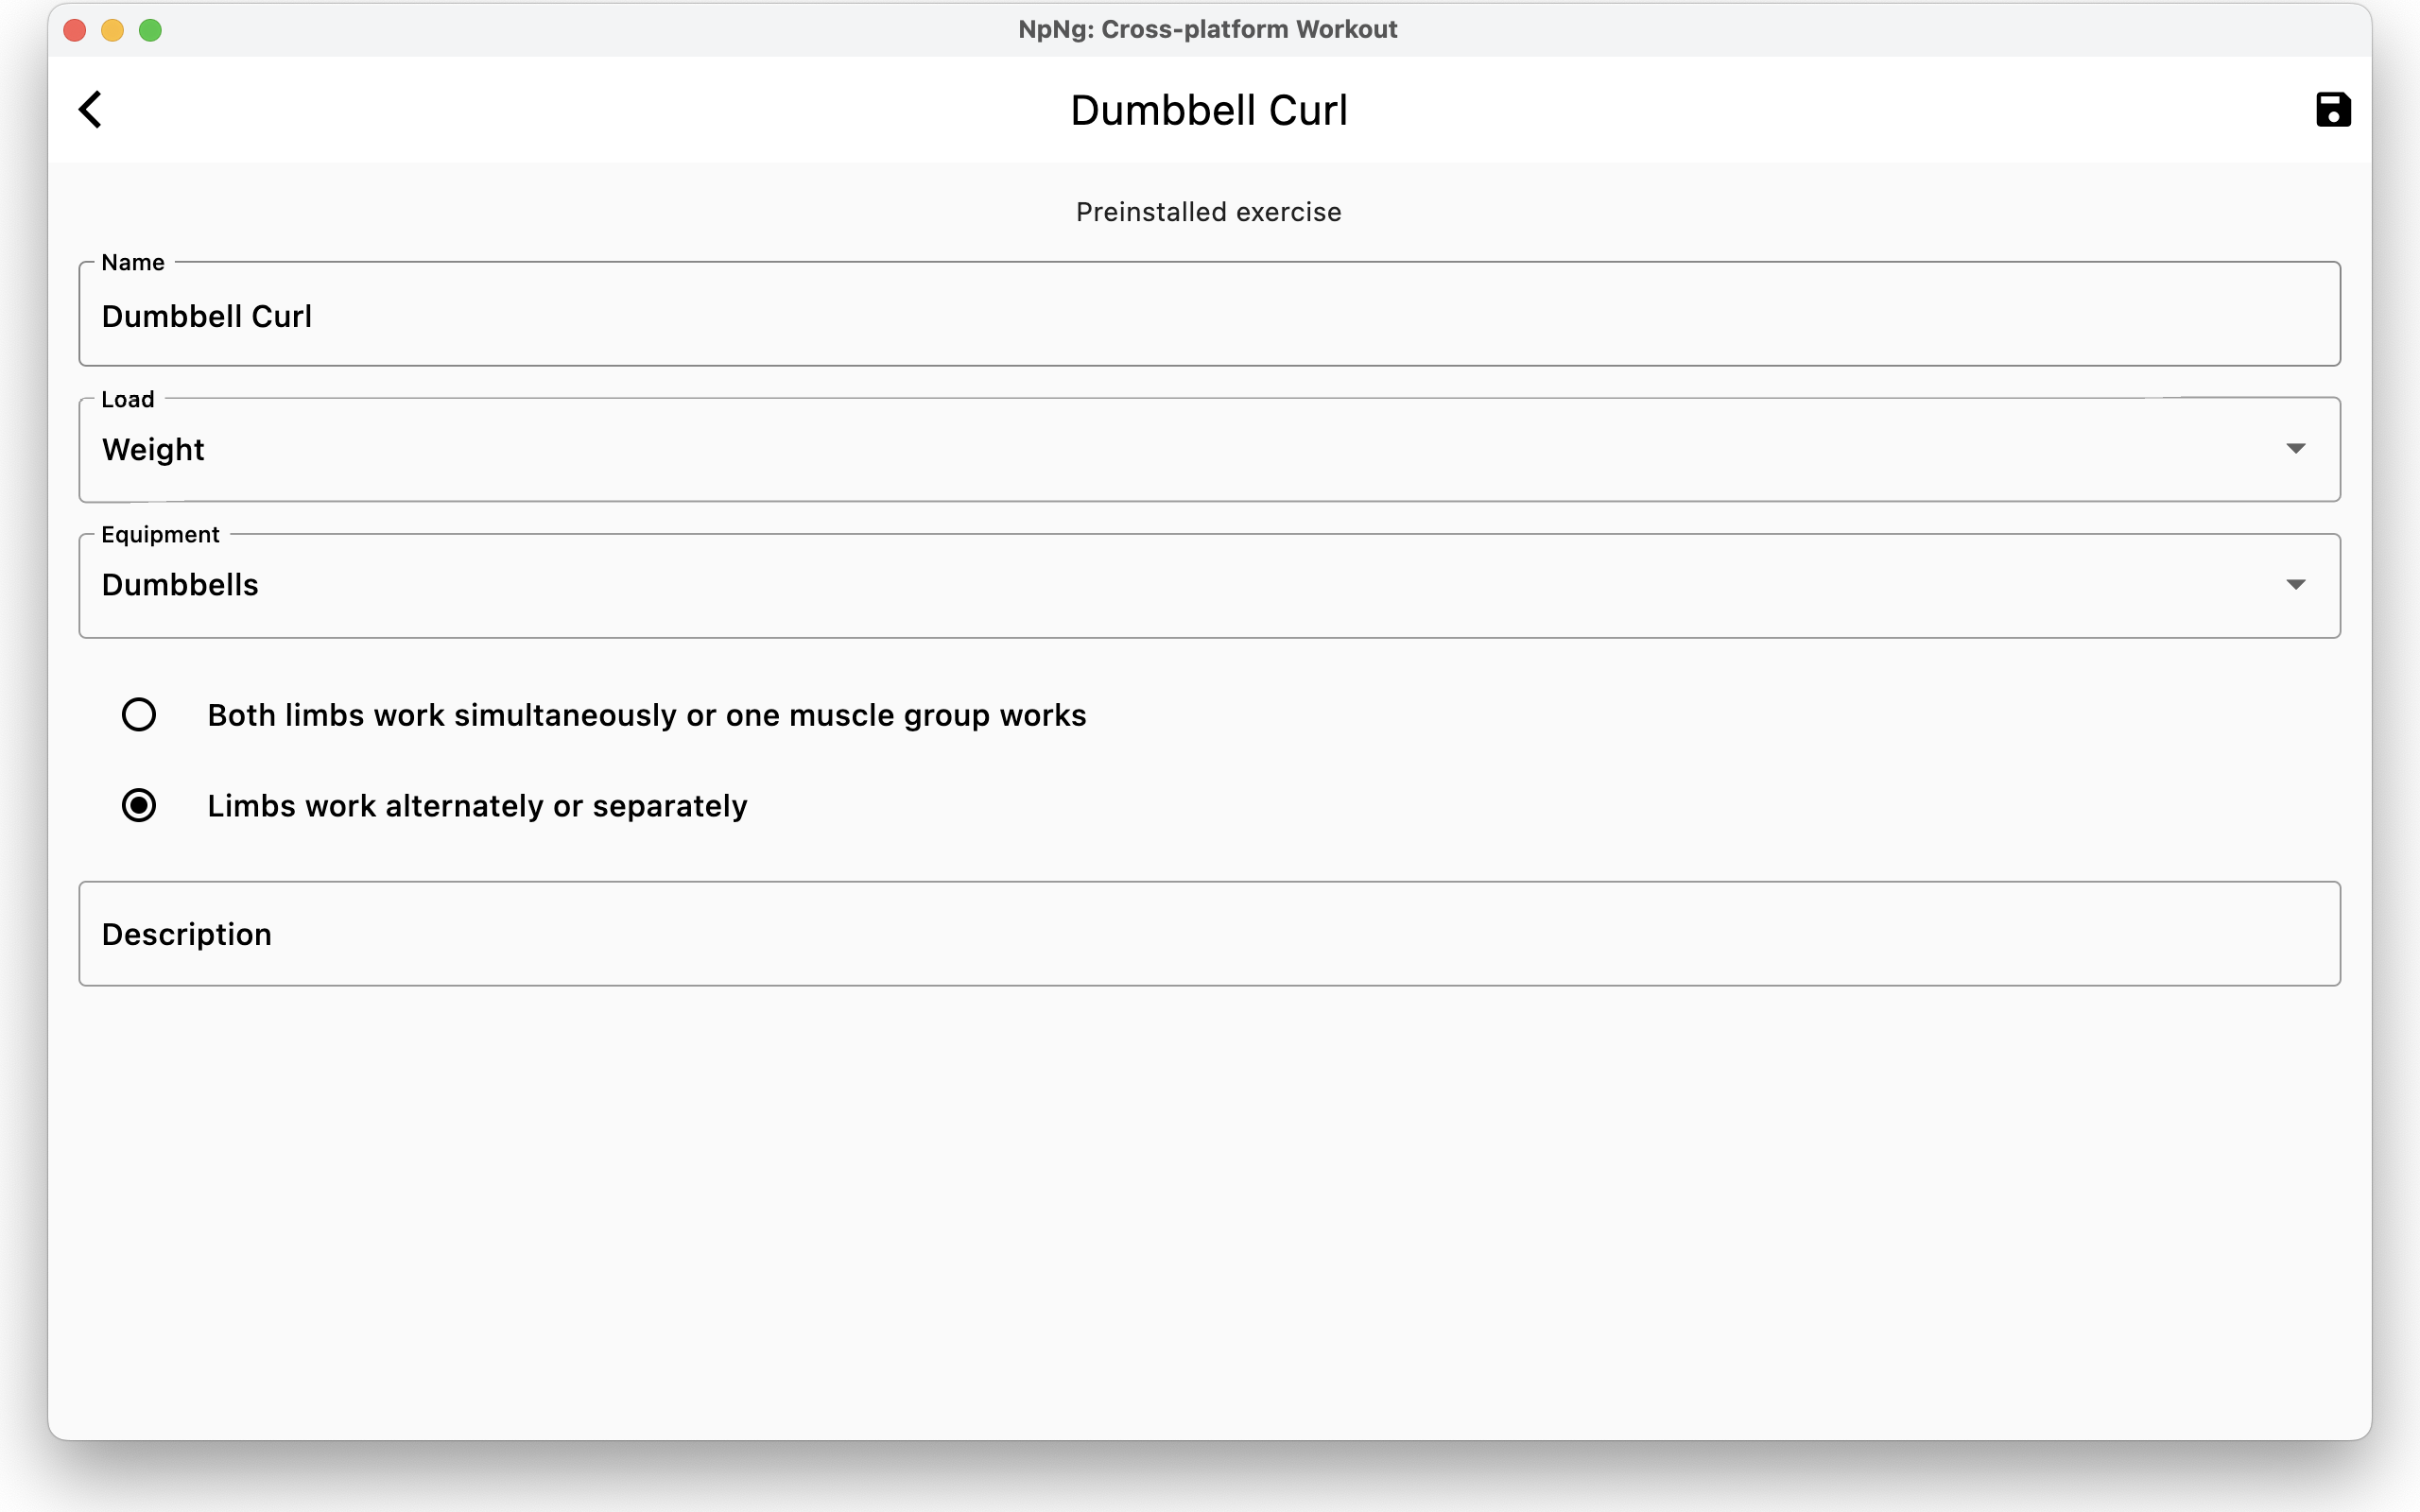 NpNg: Cross-platform Workout
Dumbbell Curl
Preinstalled exercise
Name
Dumbbell Curl
Load
Weight
Equipment
Dumbbells
Both limbs work simultaneously or one muscle group works
Limbs work alternately or separately
Description